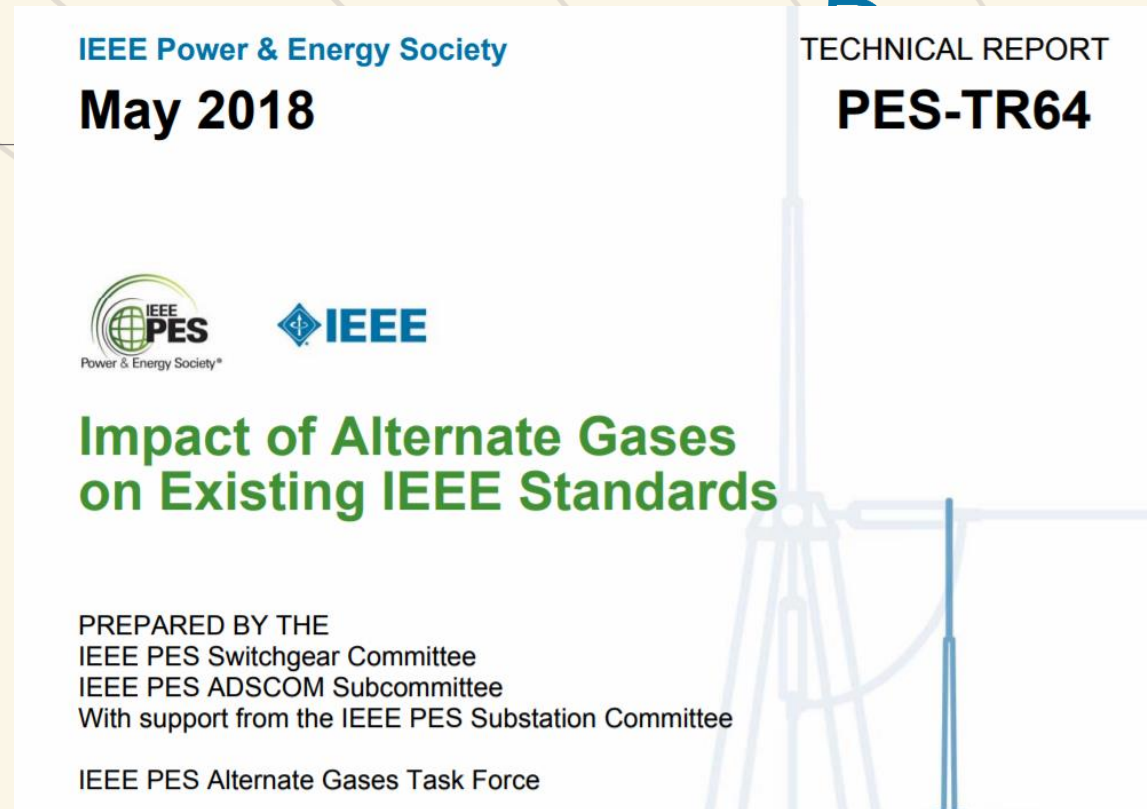 IEEE Power & Energy Society
TECHNICAL REPORT
May 2018
PES-TR64
IEEE
PES
Power & Energy Society®
IEEE
Impact of Alternate Gases
on Existing IEEE Standards
PREPARED BY THE
IEEE PES Switchgear Committee
IEEE PES ADSCOM Subcommittee
With support from the IEEE PES Substation Committee
IEEE PES Alternate Gases Task Force